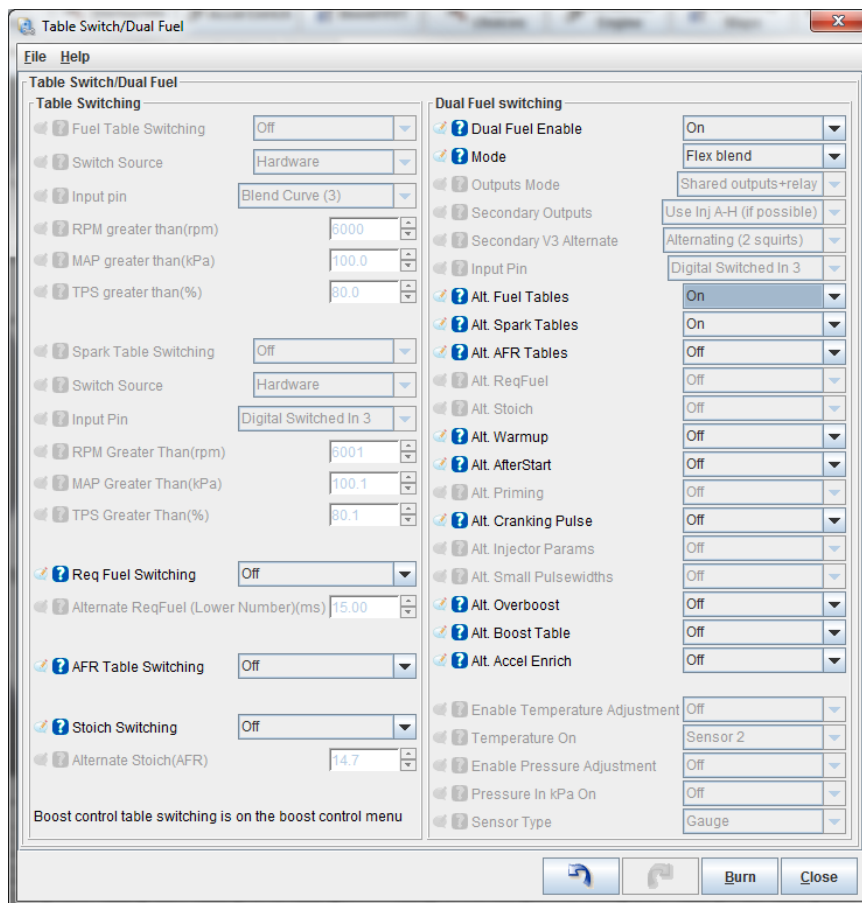 Table Switch/Dual Fuel
File Help
Table Switch/Dual Fuel
Table Switching
Fuel Table Switching Off
Switch Source Hardware
Input pin Blend Curve (3)
RPM greater than(rpm) 6000
MAP greater than(kPa) 100.0
TPS greater than(%) 80.0
Spark Table Switching Off
Switch Source Hardware
Input Pin Digital Switched In 3
RPM Greater Than(rpm) 6001
MAP Greater Than(kPa) 100.1
TPS Greater Than(%) 80.1
Req Fuel Switching Off
Alternate ReqFuel (Lower Number)(ms) 15.00
AFR Table Switching Off
Stoich Switching Off
Alternate Stoich(AFR) 14.7
Boost control table switching is on the boost control menu
Dual Fuel switching
Dual Fuel Enable On
Mode Flex blend
Outputs Mode Shared outputs+relay
Secondary Outputs Use Inj A-H (if possible)
Secondary V3 Alternate Alternating (2 squirts)
Input Pin Digital Switched In 3
Alt. Fuel Tables On
Alt. Spark Tables On
Alt. AFR Tables Off
Alt. ReqFuel Off
Alt. Stoich Off
Alt. Warmup Off
Alt. AfterStart Off
Alt. Priming Off
Alt. Cranking Pulse Off
Alt. Injector Params Off
Alt. Small Pulsewidths Off
Alt. Overboost Off
Alt. Boost Table Off
Alt. Accel Enrich Off
Enable Temperature Adjustment Off
Temperature On Sensor 2
Enable Pressure Adjustment Off
Pressure In kPa On Off
Sensor Type Gauge
Burn Close